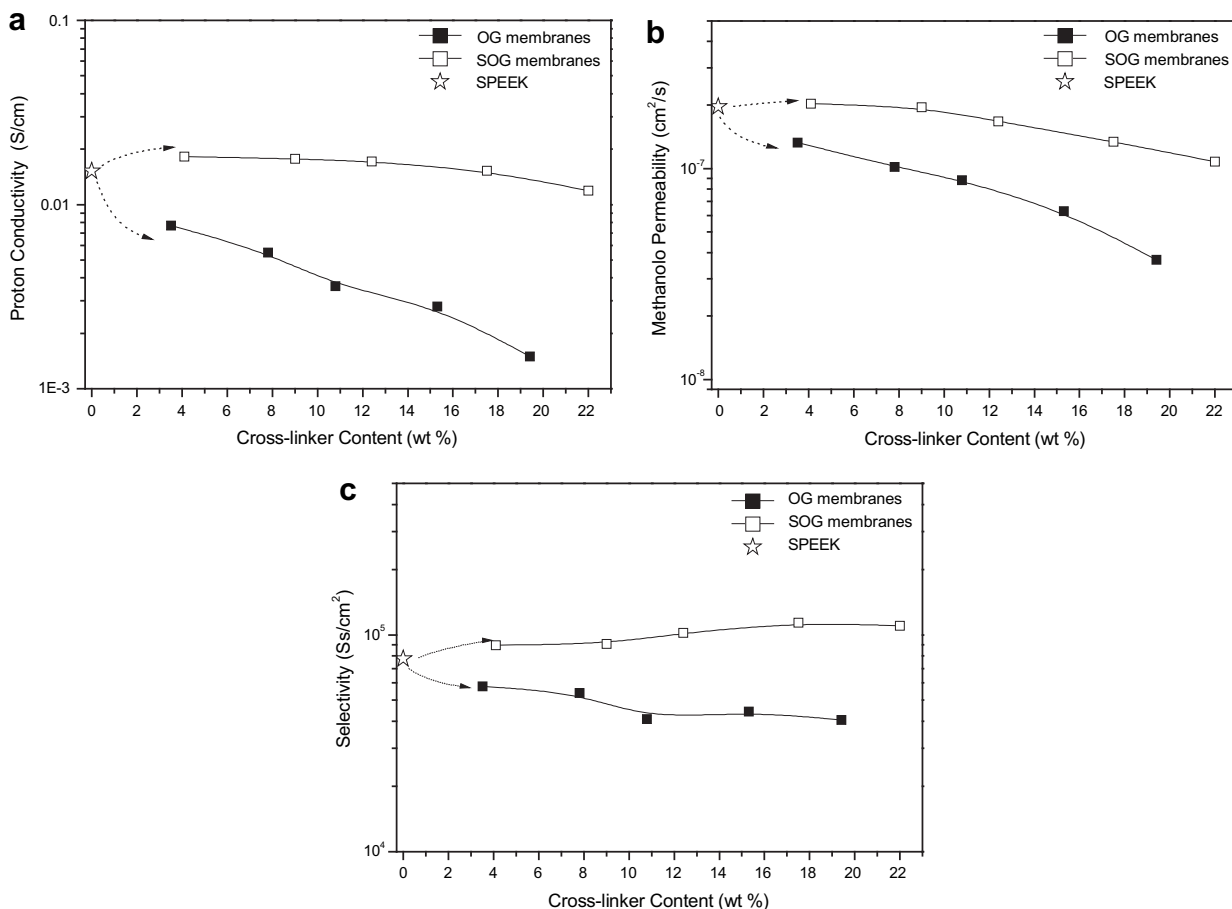 a
0.1
0.01
1E-3
Proton Conductivity (S/cm)
OG membranes
SOG membranes
SPEEK
0 2 4 6 8 10 12 14 16 18 20 22
Cross-linker Content (wt %)
b
10⁻⁷
10⁻⁸
Methanolo Permeability (cm²/s)
OG membranes
SOG membranes
SPEEK
0 2 4 6 8 10 12 14 16 18 20 22
Cross-linker Content (wt %)
c
10⁵
10⁴
Selectivity (Ss/cm²)
OG membranes
SOG membranes
SPEEK
0 2 4 6 8 10 12 14 16 18 20 22
Cross-linker Content (wt %)